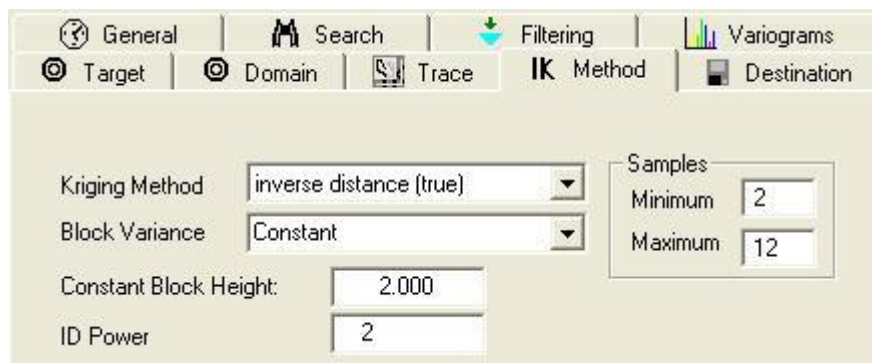 General Search Filtering Variograms
Target Domain Trace IK Method Destination
Samples
Kriging Method inverse distance (true) Minimum 2
Block Variance Constant Maximum 12
Constant Block Height: 2.000
ID Power 2